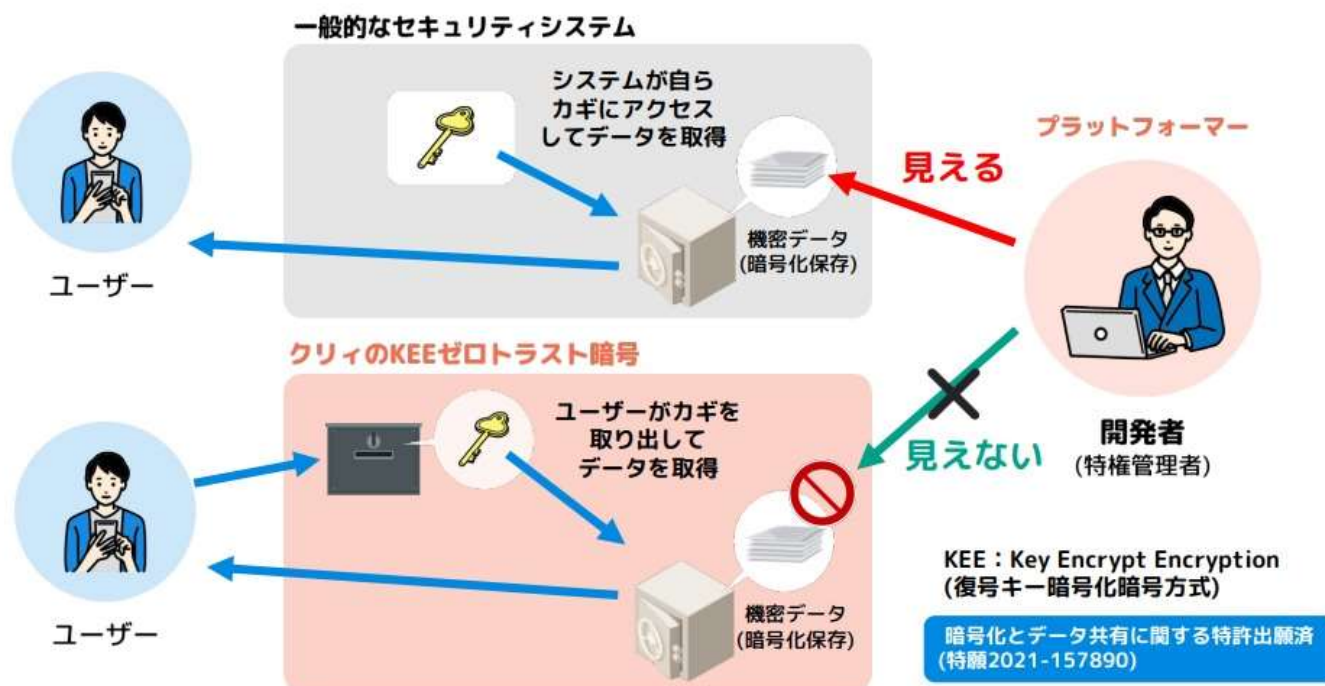 一般的なセキュリティシステム
システムが自ら
カギにアクセス
してデータを取得
プラットフォーマー
見える
機密データ
(暗号化保存)
ユーザー
クリィのKEEゼロトラスト暗号
ユーザーがカギを
取り出して
データを取得
見えない
開発者
(特権管理者)
機密データ
(暗号化保存)
ユーザー
KEE：Key Encrypt Encryption
(復号キー暗号化暗号方式)
暗号化とデータ共有に関する特許出願済
(特願2021-157890)